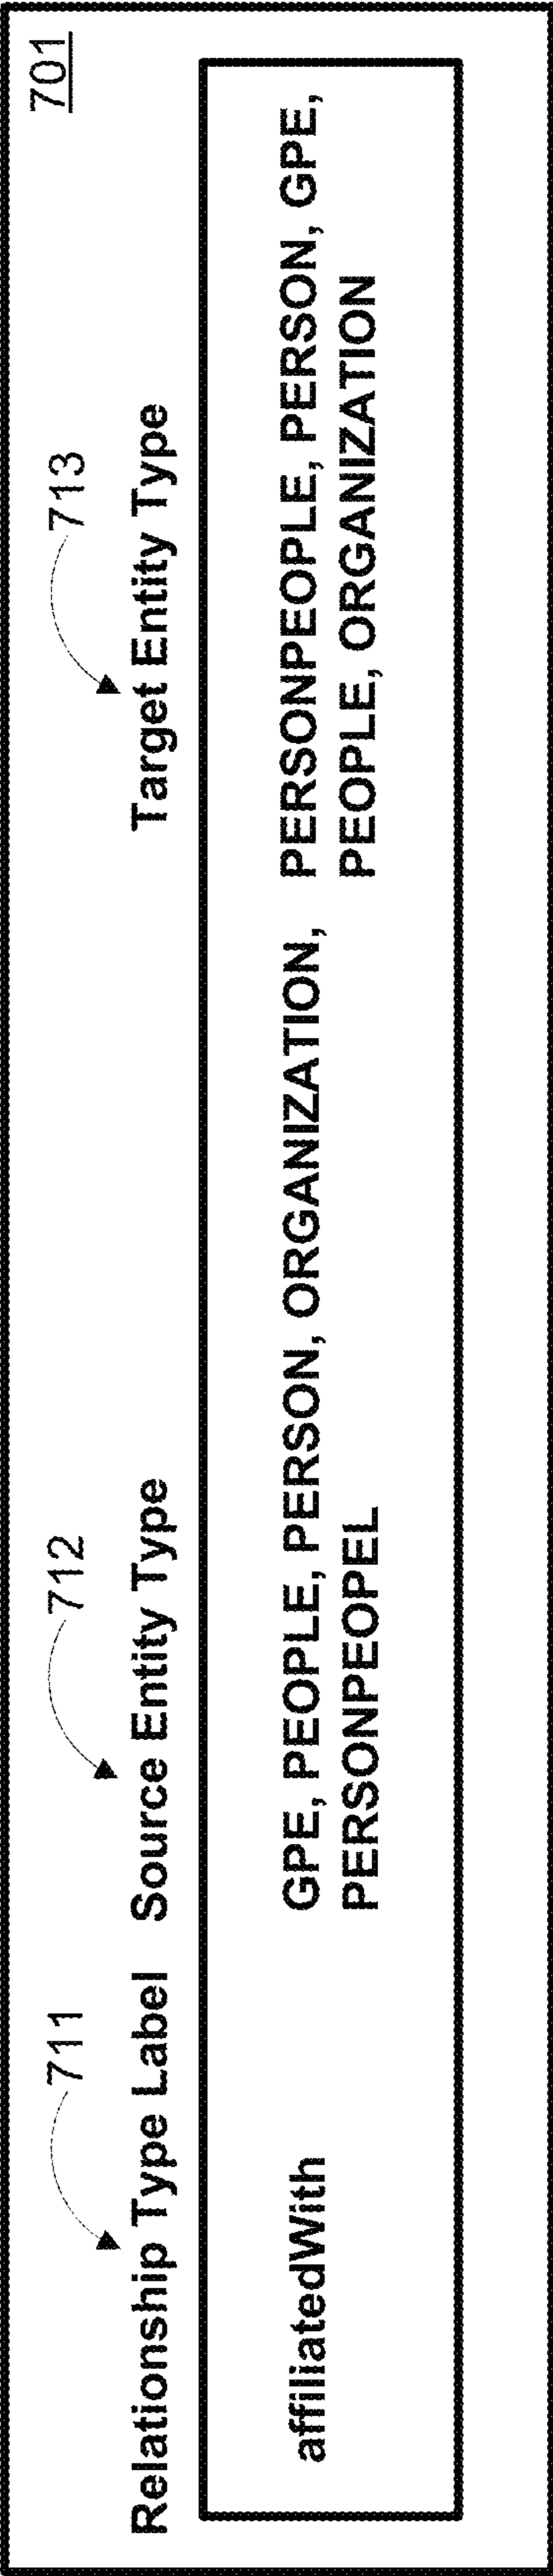 701
711 712 713
Relationship Type Label Source Entity Type Target Entity Type
affiliatedWith GPE, PEOPLE, PERSON, ORGANIZATION, PERSONPEOPLE, PERSON, GPE,
PERSONPEOPEL PEOPLE, ORGANIZATION